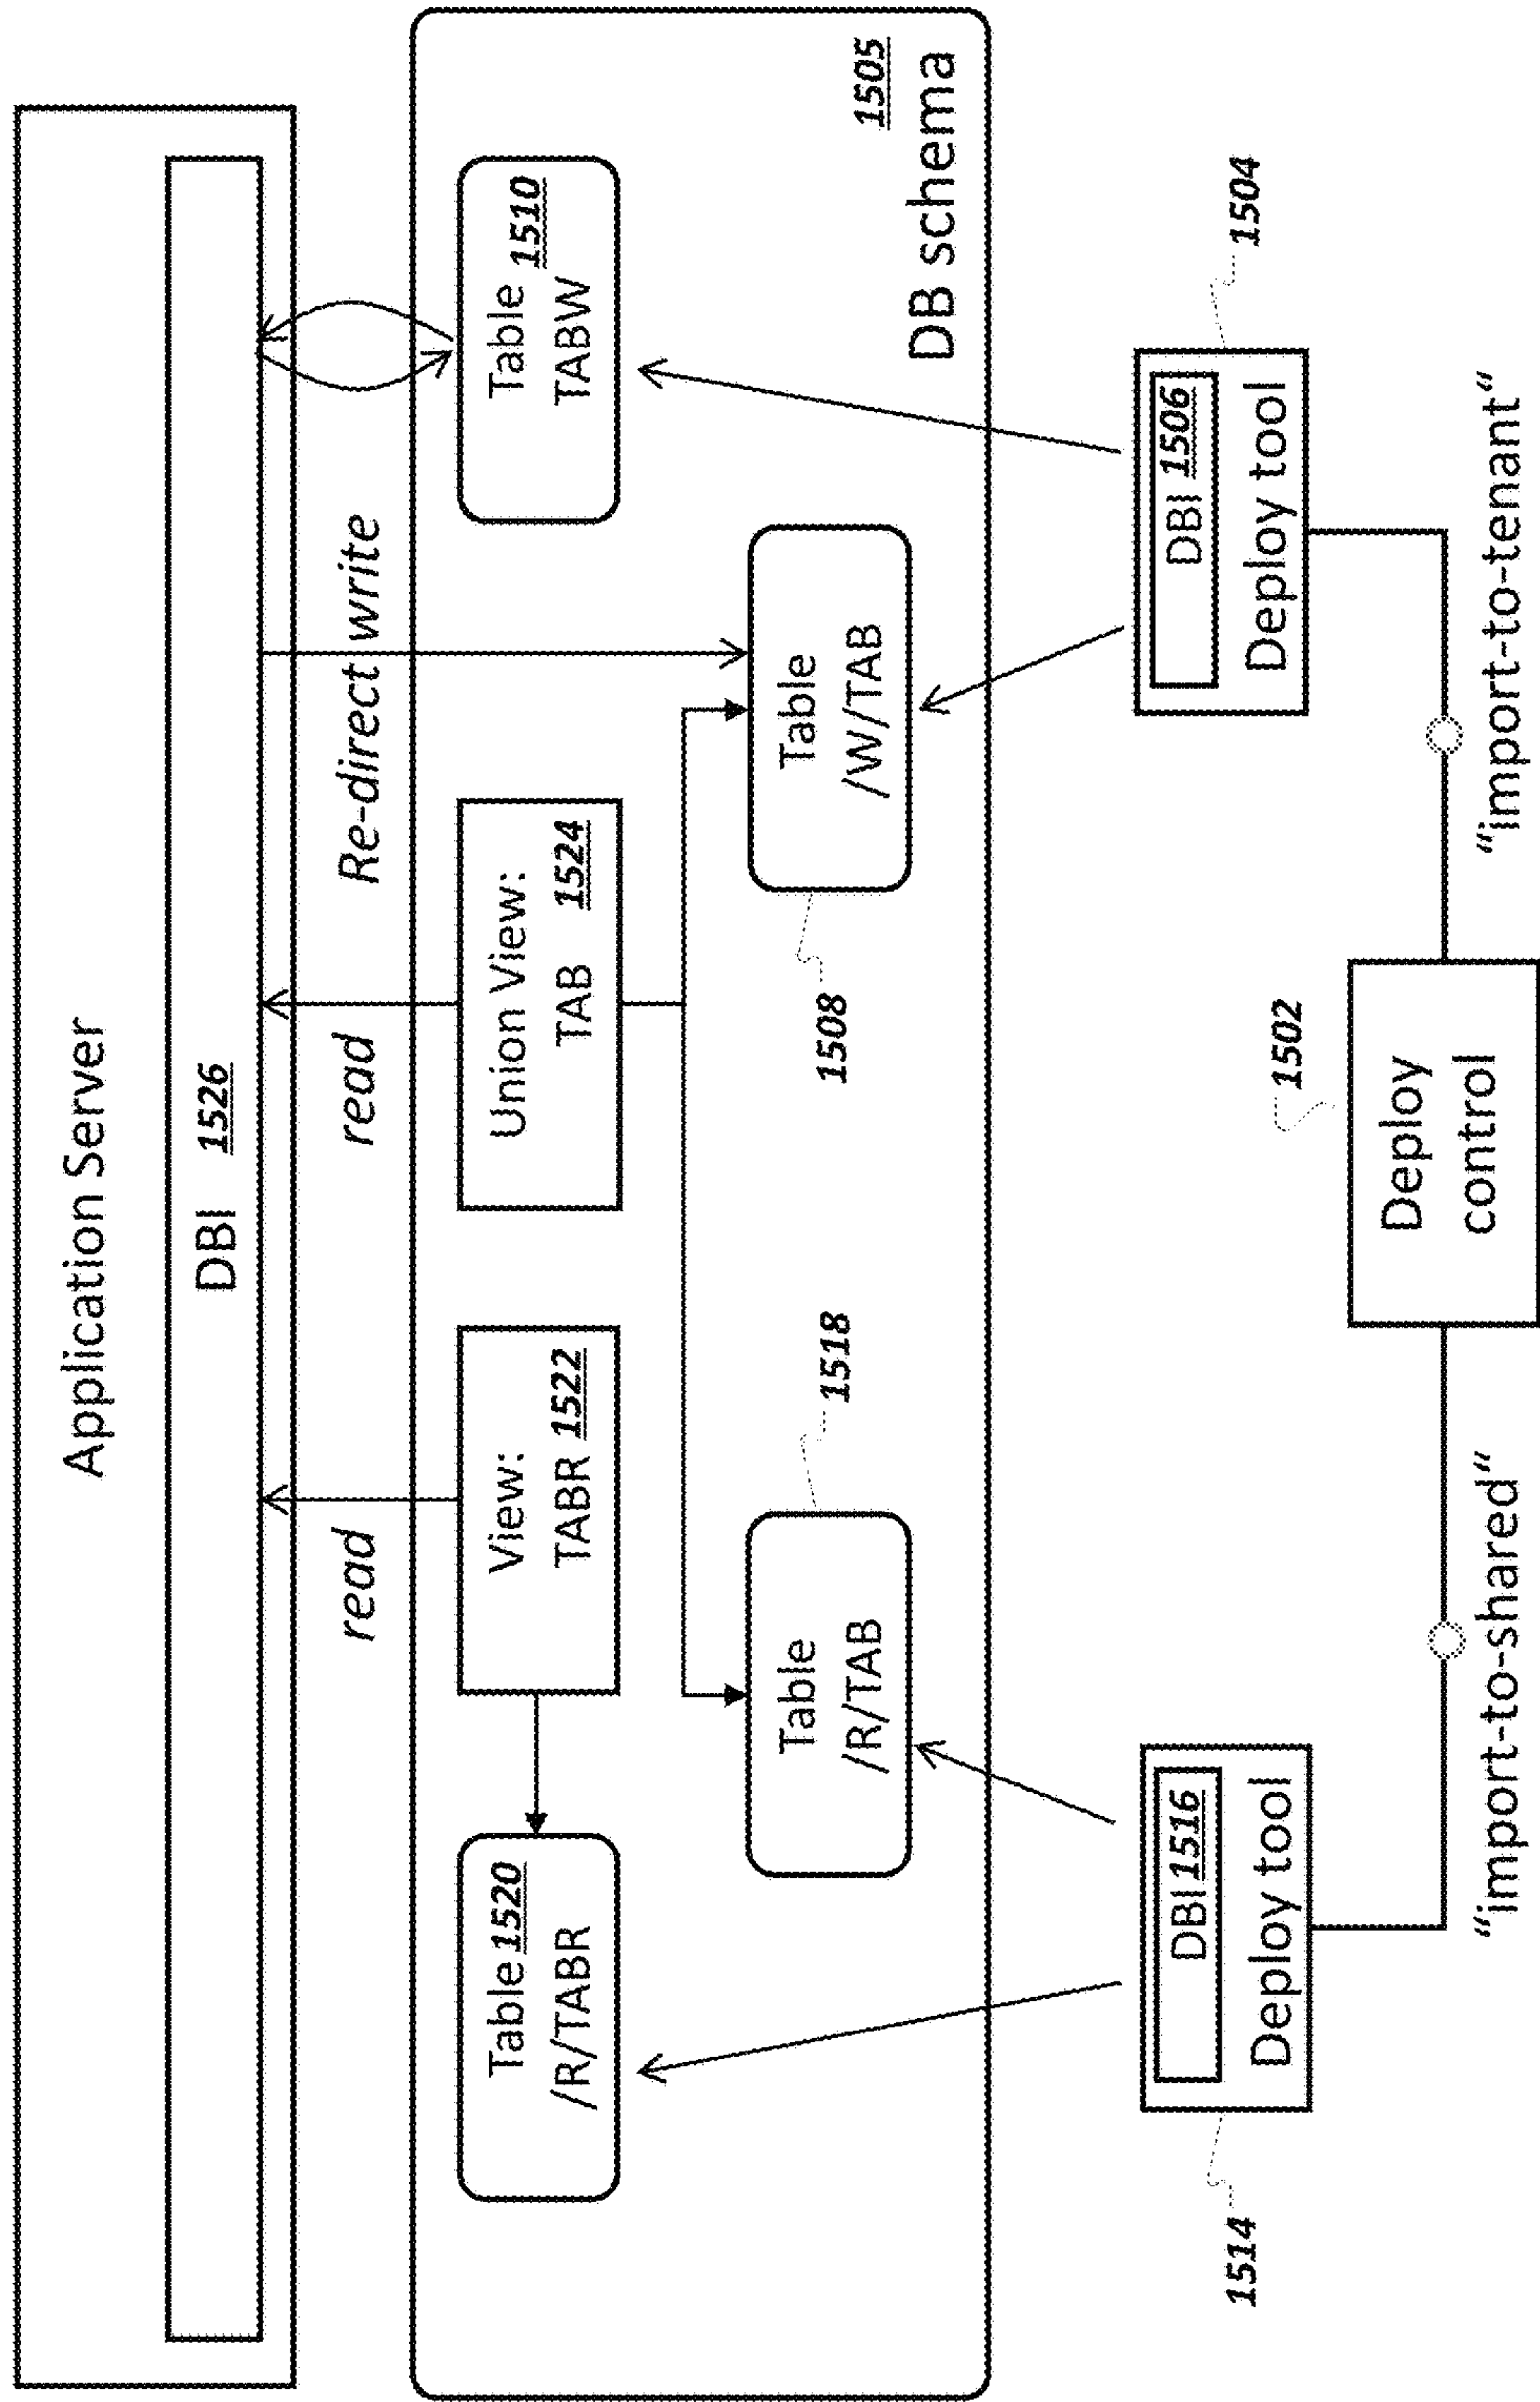 Application Server
DBI 1526
read
read
Re-direct write
Table 1520
/R/TABR
View:
TABR 1522
Union View:
TAB 1524
Table 1510
TABW
Table
/R/TAB
1518
1508
Table
/W/TAB
1505
DB schema
1514
DBI 1516
Deploy tool
1502
Deploy
control
DBI 1506
Deploy tool
1504
“import-to-shared“
“import-to-tenant“